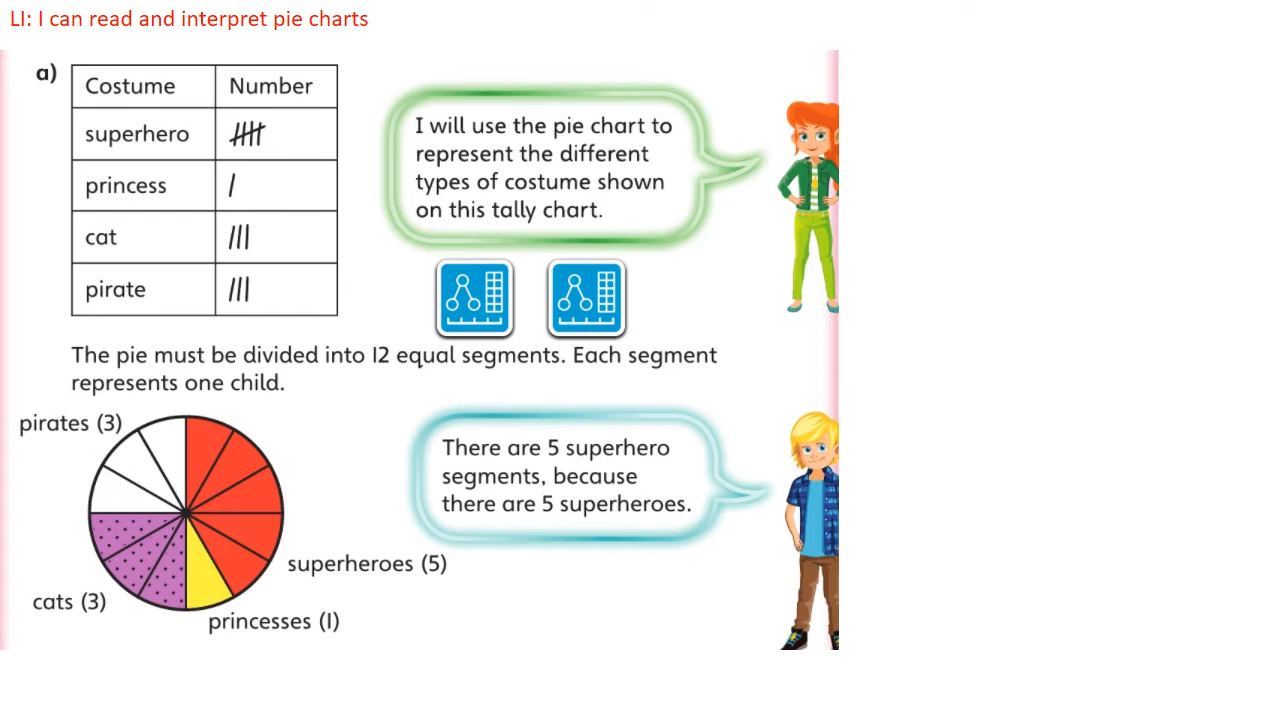 LI: I can read and interpret pie charts
a)
Costume Number
superhero
princess
cat
pirate
I will use the pie chart to
represent the different
types of costume shown
on this tally chart.
The pie must be divided into 12 equal segments. Each segment
represents one child.
pirates (3)
There are 5 superhero
segments, because
there are 5 superheroes.
superheroes (5)
cats (3)
princesses (1)